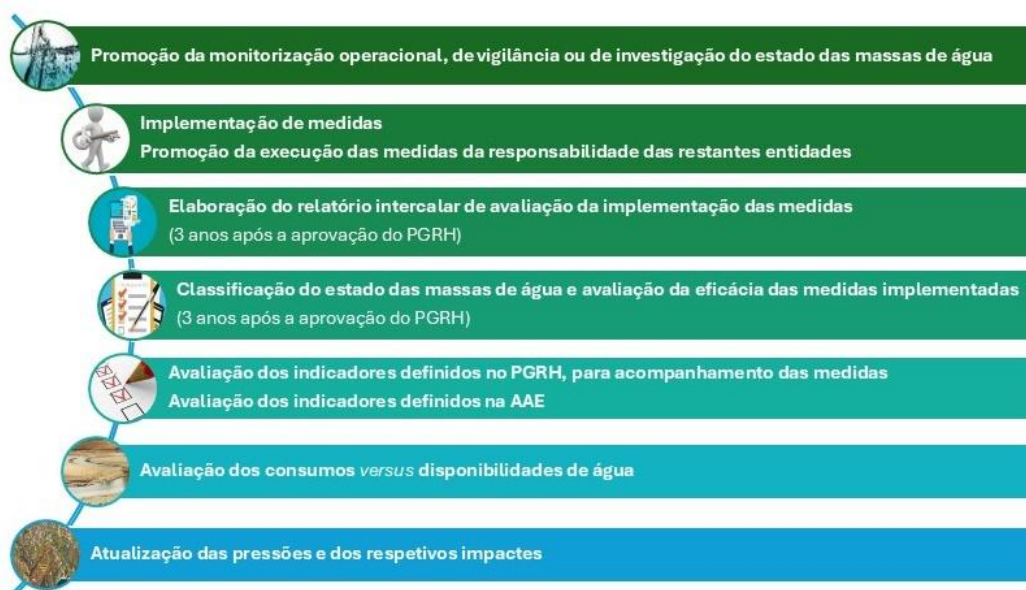 Promoção da monitorização operacional, de vigilância ou de investigação do estado das massas de água
Implementação de medidas
Promoção da execução das medidas da responsabilidade das restantes entidades
Elaboração do relatório intercalar de avaliação da implementação das medidas
(3 anos após a aprovação do PGRH)
Classificação do estado das massas de água e avaliação da eficácia das medidas implementadas
(3 anos após a aprovação do PGRH)
Avaliação dos indicadores definidos no PGRH, para acompanhamento das medidas
Avaliação dos indicadores definidos na AAE
Avaliação dos consumos versus disponibilidades de água
Atualização das pressões e dos respetivos impactes